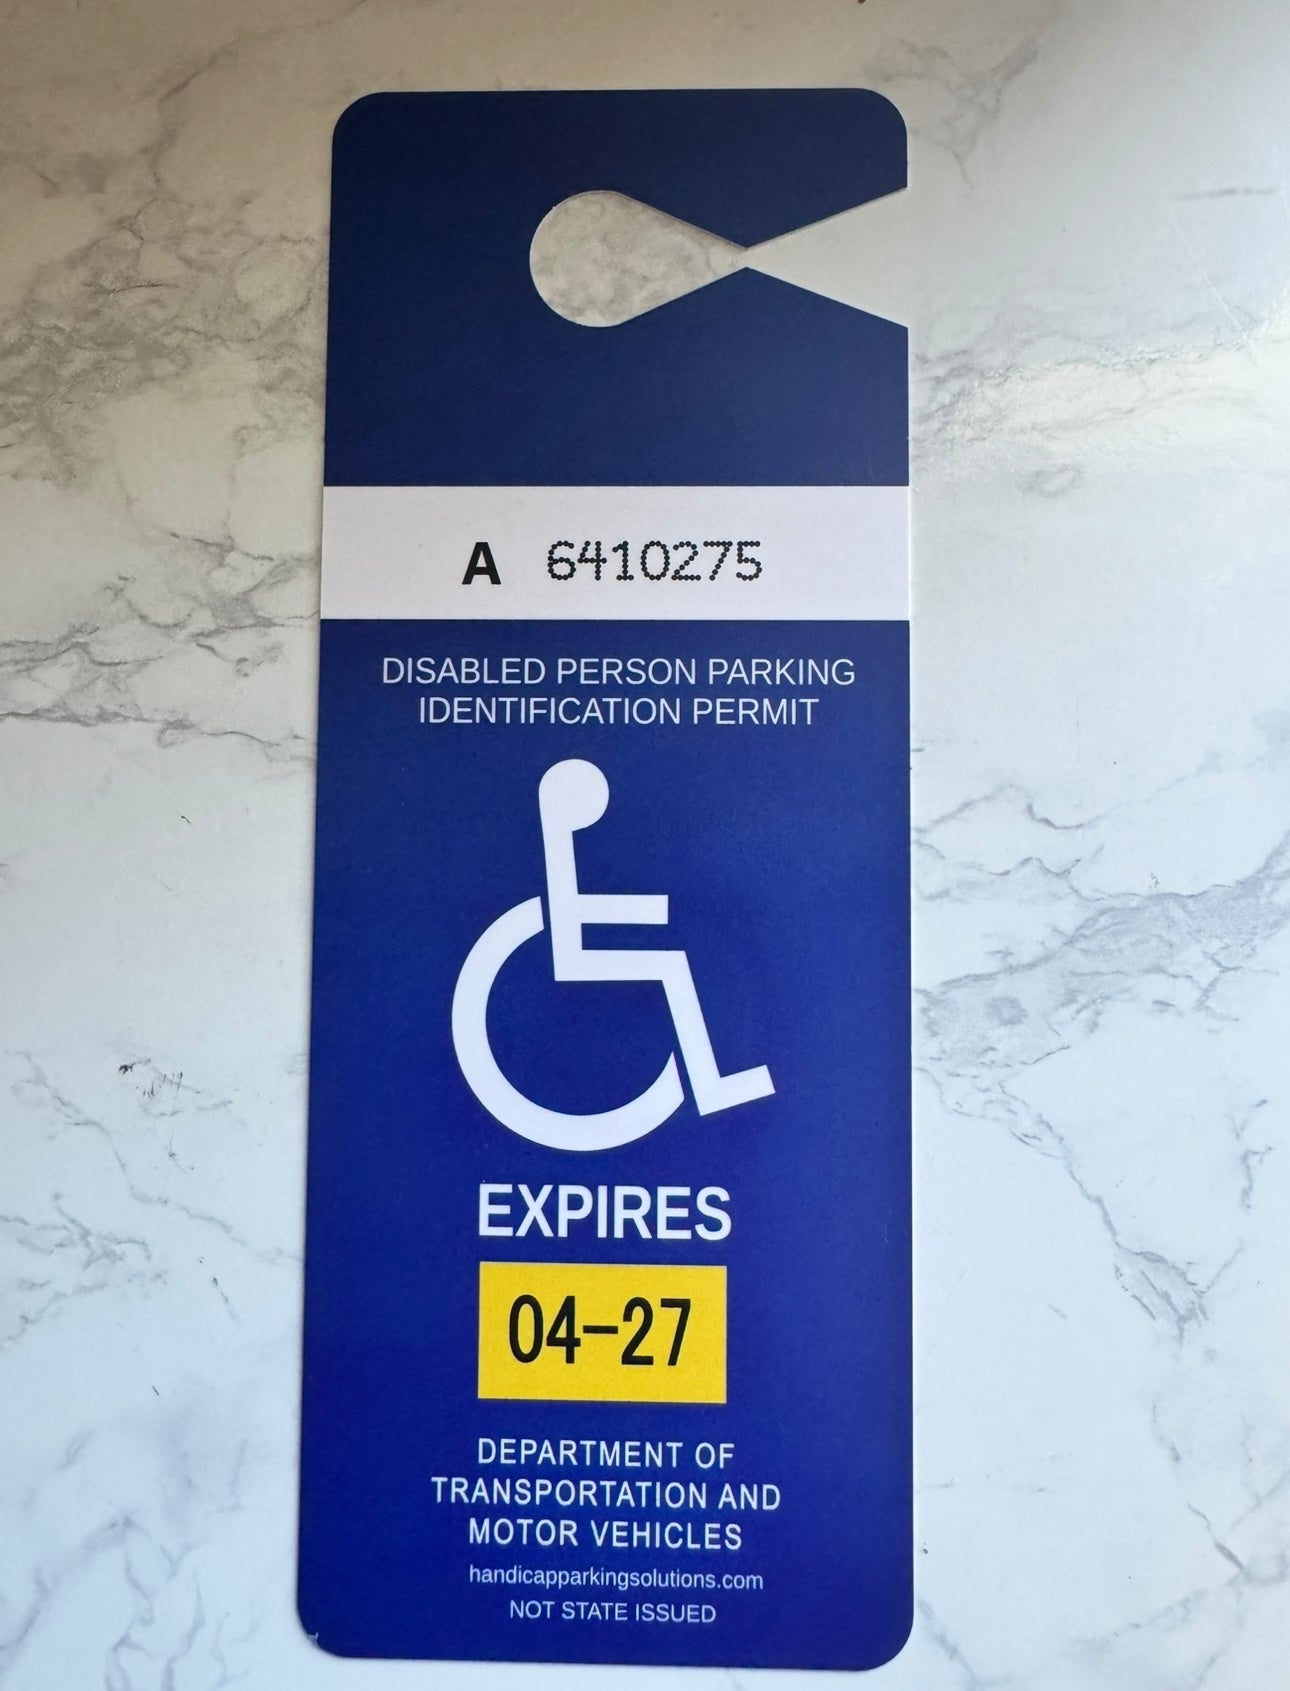 A 6410275
DISABLED PERSON PARKING
IDENTIFICATION PERMIT
EXPIRES
04-27
DEPARTMENT OF
TRANSPORTATION AND
MOTOR VEHICLES
handicapparkingsolutions.com
NOT STATE ISSUED